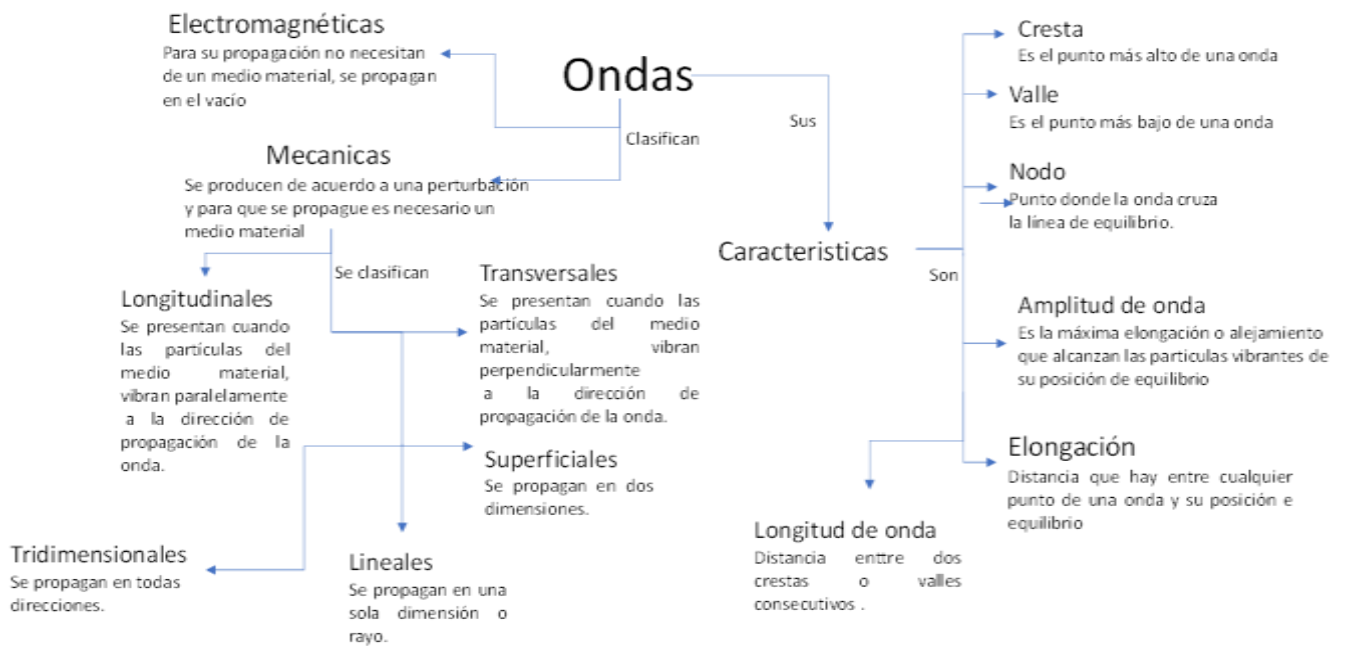 Electromagnéticas
Para su propagación no necesitan
de un medio material, se propagan
en el vacío
Ondas
Clasifican
Sus
Mecanicas
Se producen de acuerdo a una perturbación
y para que se propague es necesario un
medio material
Se clasifican
Longitudinales
Se presentan cuando
las partículas del
medio material,
vibran paralelamente
a la dirección de
propagación de la
onda.
Transversales
Se presentan cuando las
partículas del medio
material, vibran
perpendicularmente
a la dirección de
propagación de la onda.
Superficiales
Se propagan en dos
dimensiones.
Tridimensionales
Se propagan en todas
direcciones.
Lineales
Se propagan en una
sola dimensión o
rayo.
Caracteristicas
Son
Cresta
Es el punto más alto de una onda
Valle
Es el punto más bajo de una onda
Nodo
Punto donde la onda cruza
la línea de equilibrio.
Amplitud de onda
Es la máxima elongación o alejamiento
que alcanzan las particulas vibrantes de
su posición de equilibrio
Elongación
Distancia que hay entre cualquier
punto de una onda y su posición e
equilibrio
Longitud de onda
Distancia enttre dos
crestas o valles
consecutivos .